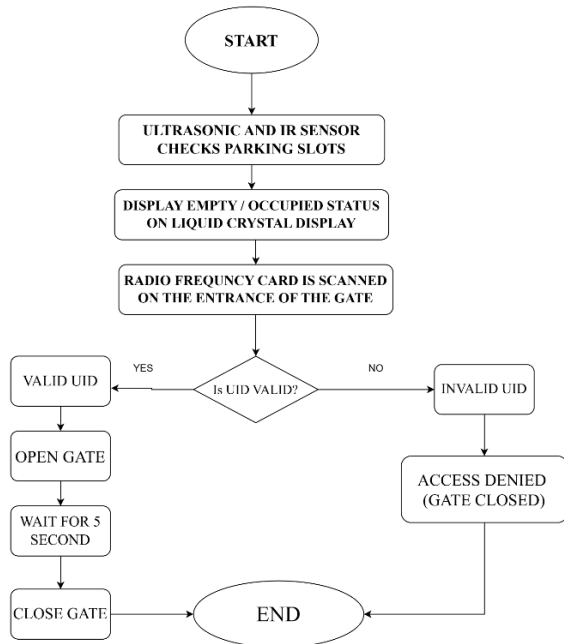 START
ULTRASONIC AND IR SENSOR
CHECKS PARKING SLOTS
DISPLAY EMPTY / OCCUPIED STATUS
ON LIQUID CRYSTAL DISPLAY
RADIO FREQUNCY CARD IS SCANNED
ON THE ENTRANCE OF THE GATE
YES
NO
VALID UID
Is UID VALID?
INVALID UID
OPEN GATE
ACCESS DENIED
(GATE CLOSED)
WAIT FOR 5
SECOND
CLOSE GATE
END